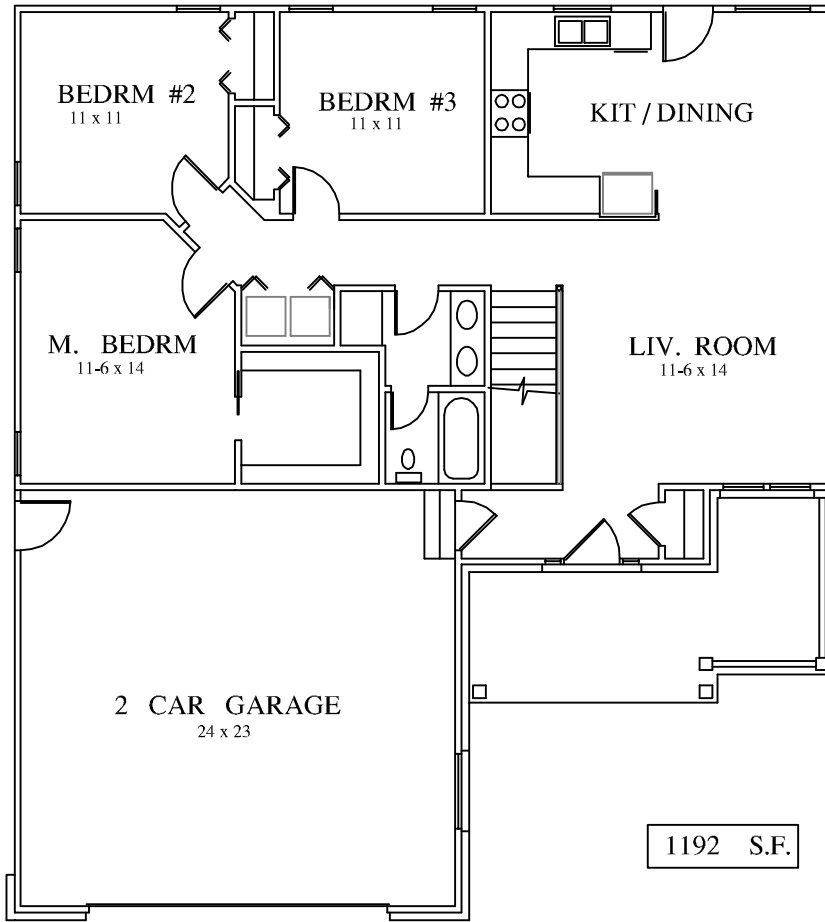 BEDRM #2
11 x 11
BEDRM #3
11 x 11
KIT / DINING
M. BEDRM
11-6 x 14
LIV. ROOM
11-6 x 14
2 CAR GARAGE
24 x 23
1192 S.F.